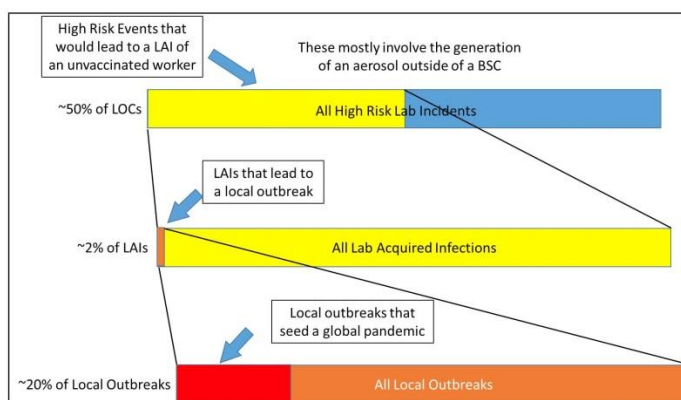 High Risk Events that
would lead to a LAI of
an unvaccinated worker
These mostly involve the generation
of an aerosol outside of a BSC
~50% of LOCs
All High Risk Lab Incidents
LAIs that lead to
a local outbreak
~2% of LAIs
All Lab Acquired Infections
Local outbreaks that
seed a global pandemic
~20% of Local Outbreaks
All Local Outbreaks